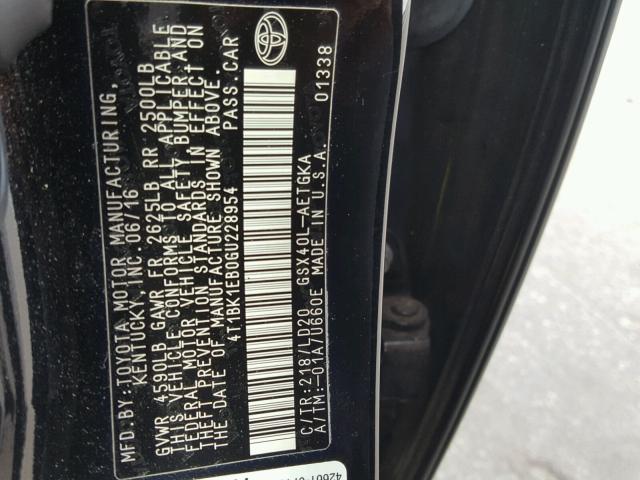 MFD.BY:TOYOTA MOTOR MANUFACTURING,
KENTUCKY, INC. 06/16
GVWR 4590LB GAWR FR 2625LB RR 2500LB
THIS VEHICLE CONFORMS TO ALL APPLICABLE
FEDERAL MOTOR VEHICLE SAFETY, BUMPER, AND
THEFT PREVENTION STANDARDS IN EFFECT ON
THE DATE OF MANUFACTURE SHOWN ABOVE.
4T1BK1EB0GU228954 PASS.CAR
C/TR:218/LD20 GSX40L-AETGKA
A/TM:-01A/U660E MADE IN U.S.A. 01338